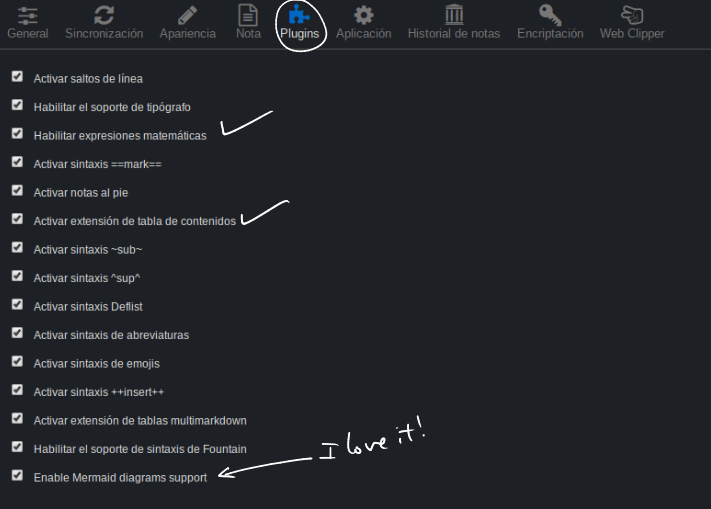 General Sincronización Apariencia Nota Plugins Aplicación Historial de notas Encriptación Web Clipper
Activar saltos de línea
Habilitar el soporte de tipógrafo
Habilitar expresiones matemáticas
Activar sintaxis ==mark==
Activar notas al pie
Activar extensión de tabla de contenidos
Activar sintaxis ~sub~
Activar sintaxis ^sup^
Activar sintaxis Deflist
Activar sintaxis de abreviaturas
Activar sintaxis de emojis
Activar sintaxis ++insert++
Activar extensión de tablas multimarkdown
Habilitar el soporte de sintaxis de Fountain
I love it!
Enable Mermaid diagrams support